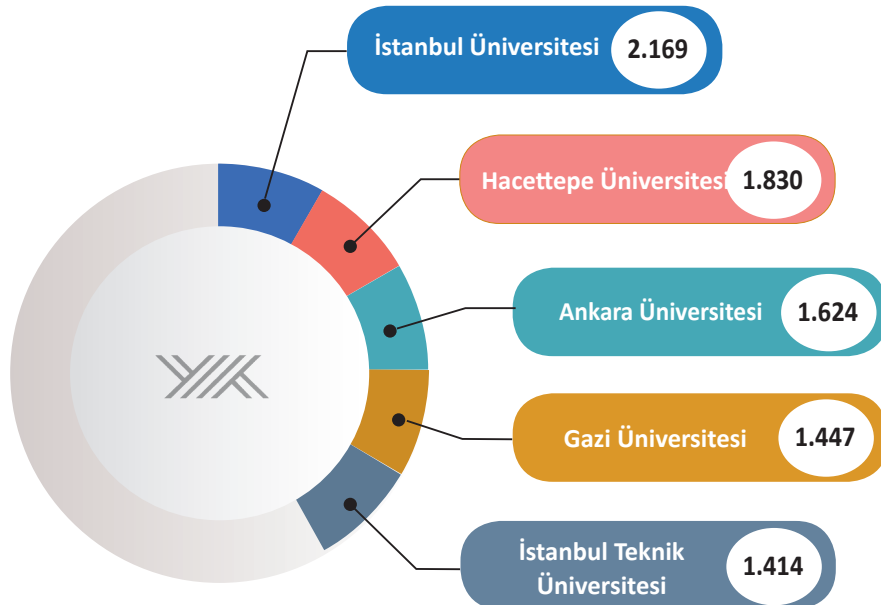 İstanbul Üniversitesi 2.169
Hacettepe Üniversitesi 1.830
Ankara Üniversitesi 1.624
Gazi Üniversitesi 1.447
İstanbul Teknik
Üniversitesi
1.414